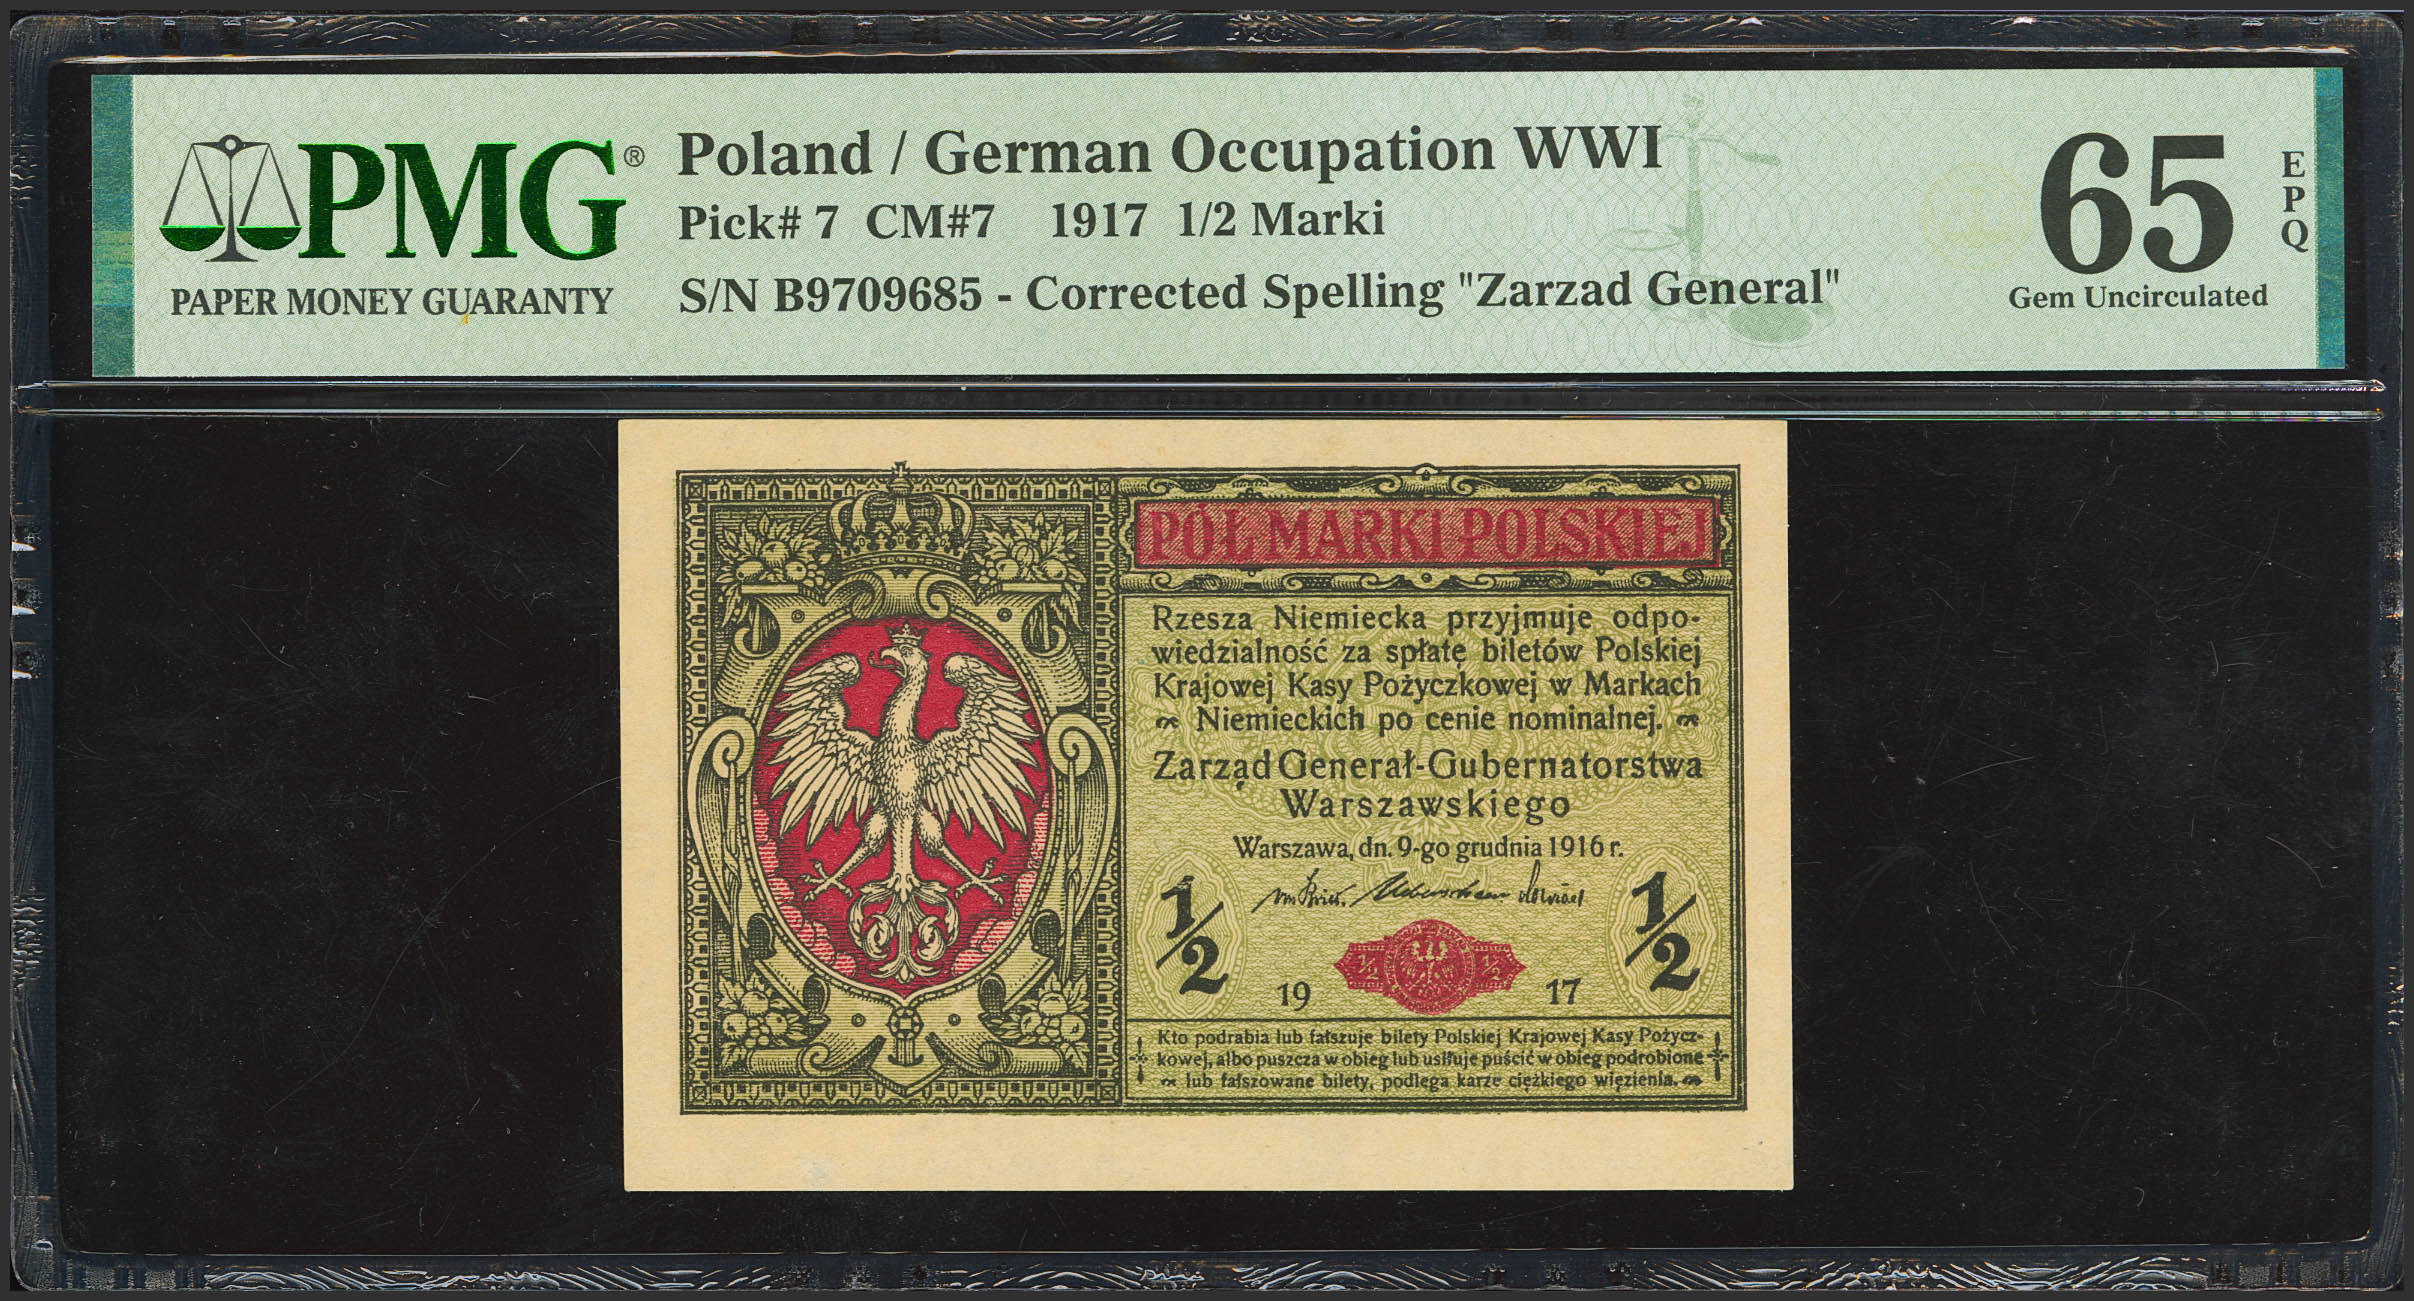 PMG®
PAPER MONEY GUARANTY
Poland / German Occupation WWI
Pick# 7 CM#7 1917 1/2 Marki
S/N B9709685 - Corrected Spelling "Zarzad General"
65
EPQ
Gem Uncirculated
PÓŁ MARKI POLSKIEJ
Rzesza Niemiecka przyjmuje odpo-
wiedzialność za spłatę biletów Polskiej
Krajowej Kasy Pożyczkowej w Markach
Niemieckich po cenie nominalnej.
Zarząd Generał-Gubernatorstwa
Warszawskiego
Warszawa, dn. 9-go grudnia 1916 r.
1/2 1/2
1/2 1/2
19 17
Kto podrabia lub fałszuje bilety Polskiej Krajowej Kasy Pożycz-
kowej, albo puszcza w obieg lub usiłuje puścić w obieg podrobione
lub fałszowane bilety, podlega karze ciężkiego więzienia.